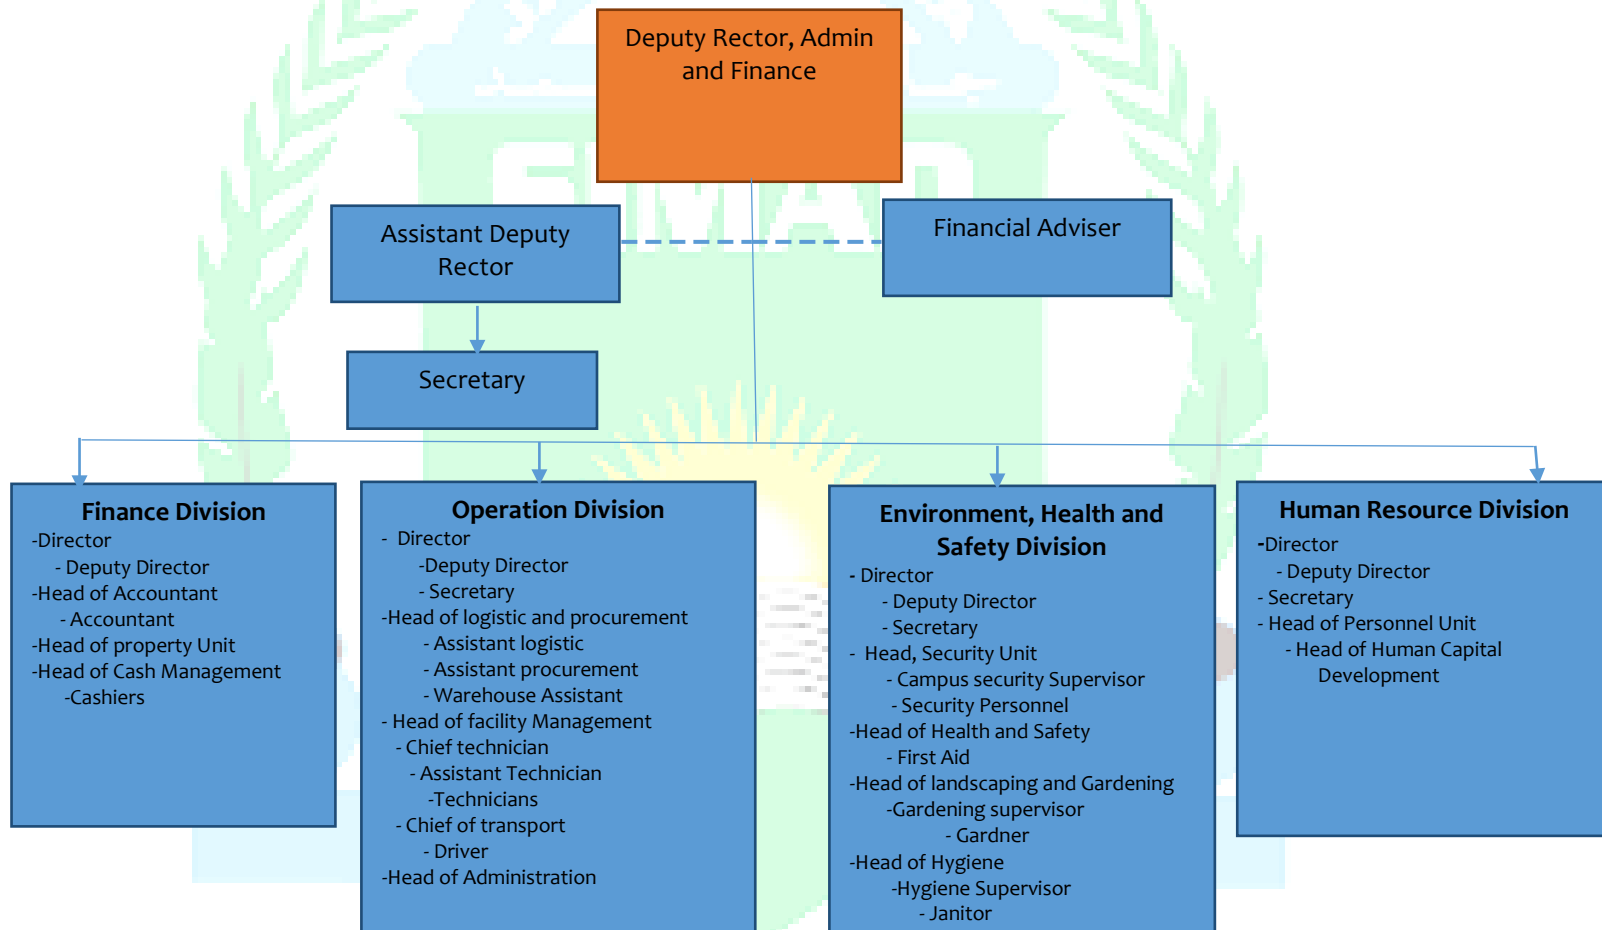 Deputy Rector, Admin
and Finance
Assistant Deputy
Rector
Financial Adviser
Secretary
Finance Division
-Director
- Deputy Director
-Head of Accountant
- Accountant
-Head of property Unit
-Head of Cash Management
-Cashiers
Operation Division
- Director
-Deputy Director
- Secretary
-Head of logistic and procurement
- Assistant logistic
- Assistant procurement
- Warehouse Assistant
- Head of facility Management
- Chief technician
- Assistant Technician
-Technicians
- Chief of transport
- Driver
-Head of Administration
Environment, Health and
Safety Division
- Director
- Deputy Director
- Secretary
- Head, Security Unit
- Campus security Supervisor
- Security Personnel
-Head of Health and Safety
- First Aid
-Head of landscaping and Gardening
-Gardening supervisor
- Gardner
-Head of Hygiene
-Hygiene Supervisor
- Janitor
Human Resource Division
-Director
- Deputy Director
- Secretary
- Head of Personnel Unit
- Head of Human Capital
Development